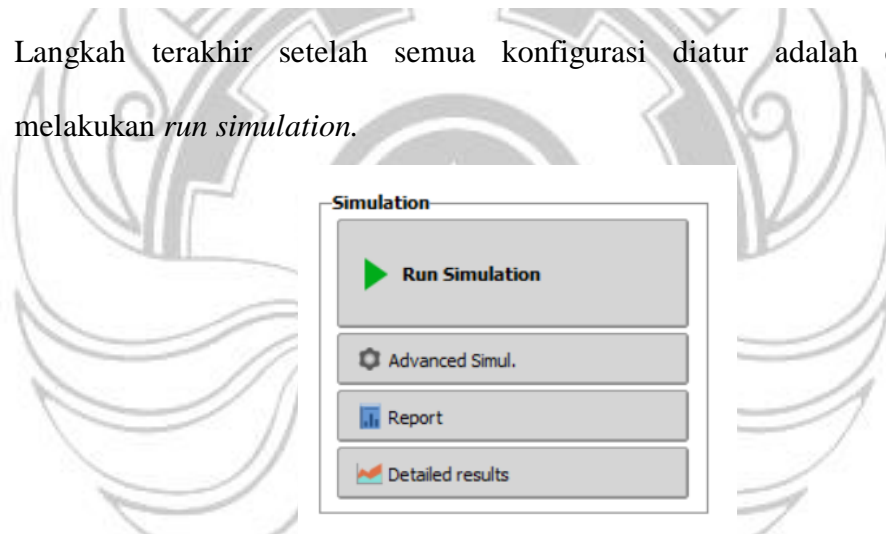 Langkah terakhir setelah semua konfigurasi diatur adalah
melakukan run simulation.
Simulation
Run Simulation
Advanced Simul.
Report
Detailed results